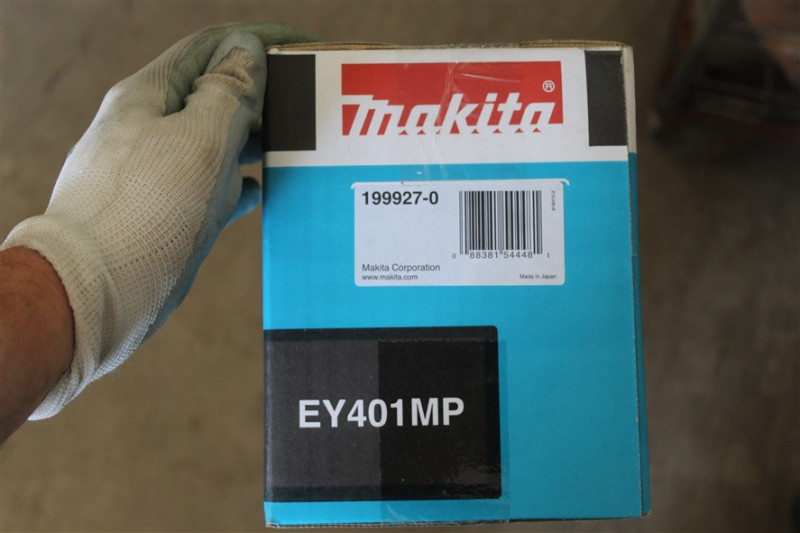 makita®
199927-0
0 88381 54448 1
Makita Corporation
www.makita.com
Made in Japan
EY401MP